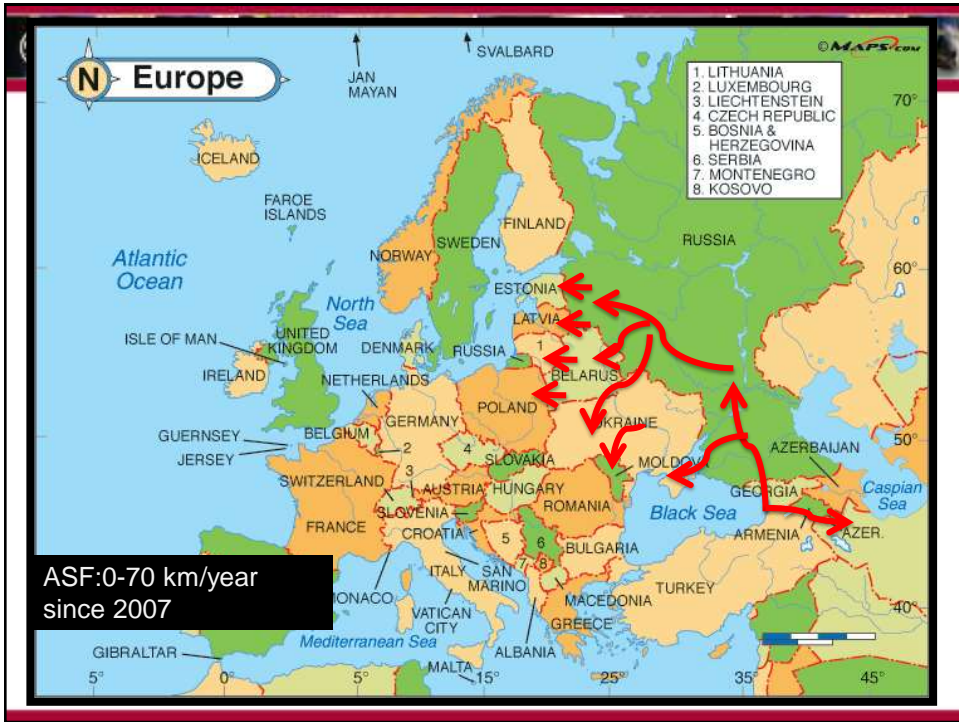 N Europe
© MAPS.com
SVALBARD
JAN
MAYAN
1. LITHUANIA
2. LUXEMBOURG
3. LIECHTENSTEIN
4. CZECH REPUBLIC
5. BOSNIA &
HERZEGOVINA
6. SERBIA
7. MONTENEGRO
8. KOSOVO
70°
ICELAND
FAROE
ISLANDS
FINLAND
RUSSIA
SWEDEN
NORWAY
Atlantic
Ocean
60°
ESTONIA
North
Sea
LATVIA
ISLE OF MAN
UNITED
KINGDOM
DENMARK
RUSSIA
1
IRELAND
NETHERLANDS
BELARUS
GERMANY
POLAND
UKRAINE
GUERNSEY
JERSEY
BELGIUM
2
4
SLOVAKIA
MOLDOVA
AZERBAIJAN
50°
SWITZERLAND
3
AUSTRIA
HUNGARY
GEORGIA
Caspian
Sea
SLOVENIA
ROMANIA
FRANCE
CROATIA
5
6
Black Sea
ARMENIA
AZER.
BULGARIA
ITALY
SAN
MARINO
7
8
TURKEY
ASF:0-70 km/year
since 2007
MONACO
VATICAN
CITY
MACEDONIA
GREECE
40°
Mediterranean Sea
ALBANIA
GIBRALTAR
MALTA
5°
0°
5°
15°
25°
35°
45°